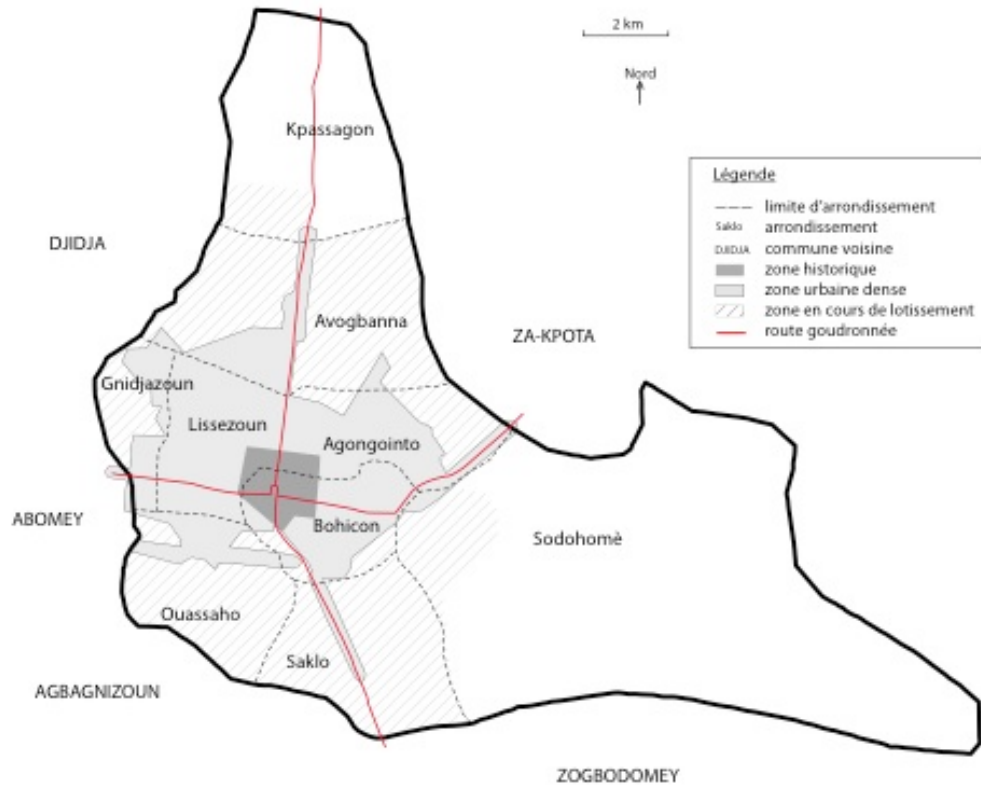 2 km
Nord
Kpassagon
Légende
limite d'arrondissement
Saklo arrondissement
DJIDJA commune voisine
zone historique
zone urbaine dense
zone en cours de lotissement
route goudronnée
DJIDJA
Avogbanna
ZA-KPOTA
Gnidjazoun
Lissezoun
Agongointo
ABOMEY
Bohicon
Sodohomè
Ouassaho
Saklo
AGBAGNIZOUN
ZOGBODOMEY